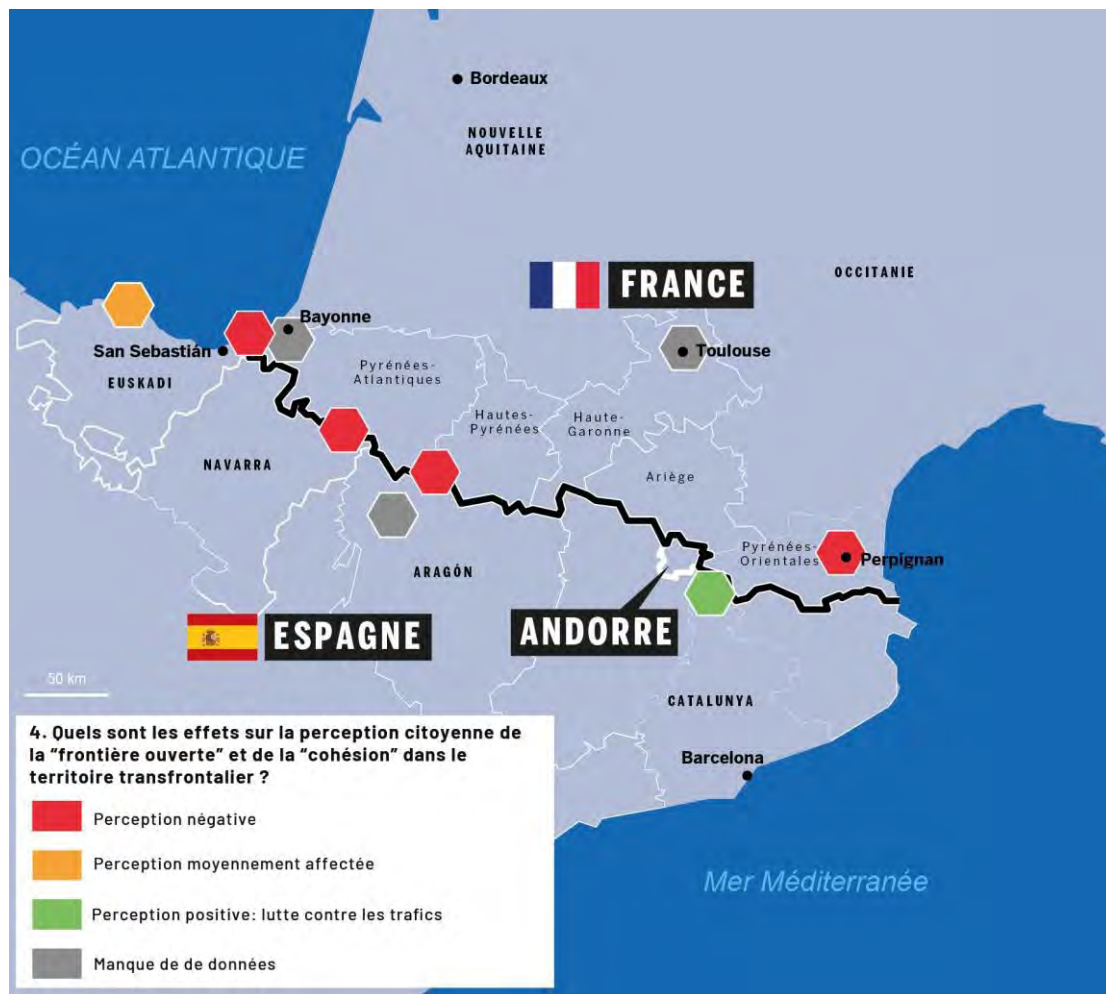 Bordeaux
NOUVELLE
AQUITAINE
OCÉAN ATLANTIQUE
FRANCE
OCCITANIE
Bayonne
San Sebastián
Toulouse
EUSKADI
Pyrénées-
Atlantiques
Hautes-
Pyrénées
Haute-
Garonne
NAVARRA
Ariège
Pyrénées-
Orientales
Perpignan
ARAGÓN
ESPAGNE
ANDORRE
50 km
CATALUNYA
Barcelona
Mer Méditerranée
4. Quels sont les effets sur la perception citoyenne de
la “frontière ouverte” et de la “cohésion” dans le
territoire transfrontalier ?
Perception négative
Perception moyennement affectée
Perception positive: lutte contre les trafics
Manque de de données